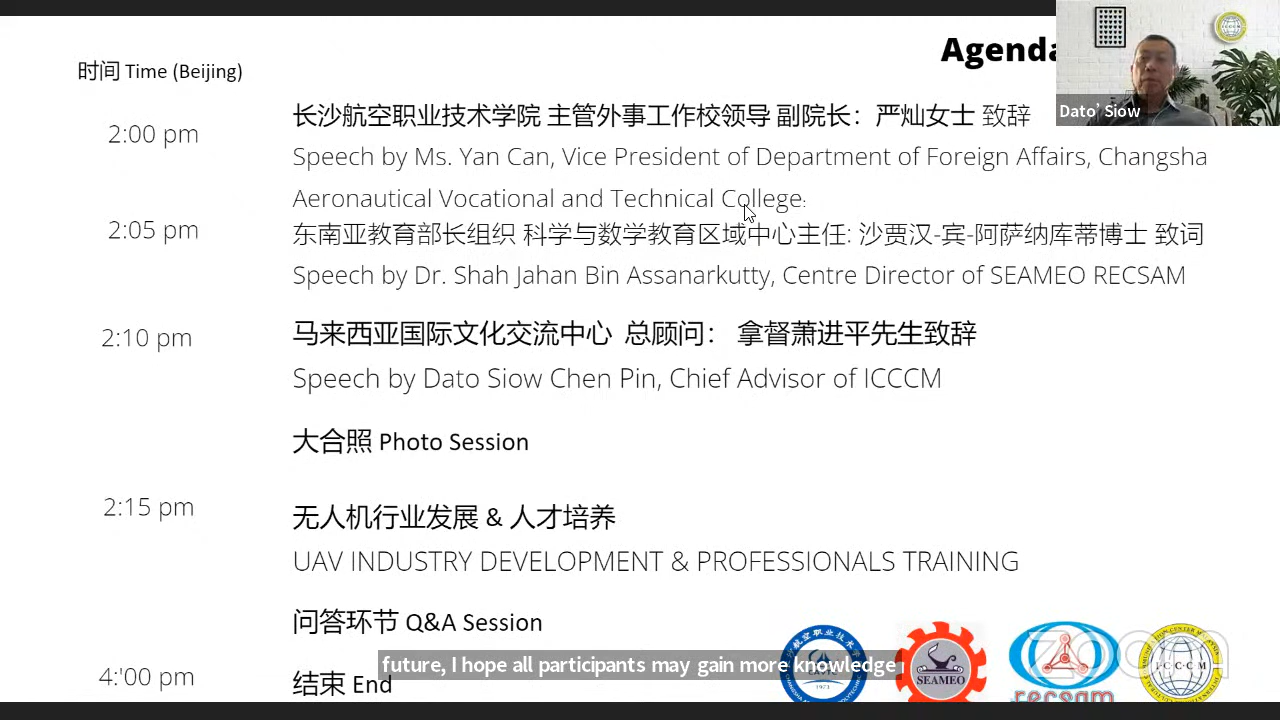 Agenda
时间 Time (Beijing)
Dato’ Siow
2:00 pm
长沙航空职业技术学院 主管外事工作校领导 副院长：严灿女士 致辞
Speech by Ms. Yan Can, Vice President of Department of Foreign Affairs, Changsha
Aeronautical Vocational and Technical College.
2:05 pm
东南亚教育部长组织 科学与数学教育区域中心主任: 沙贾汉-宾-阿萨纳库蒂博士 致词
Speech by Dr. Shah Jahan Bin Assanarkutty, Centre Director of SEAMEO RECSAM
2:10 pm
马来西亚国际文化交流中心 总顾问： 拿督萧进平先生致辞
Speech by Dato Siow Chen Pin, Chief Advisor of ICCCM
大合照 Photo Session
2:15 pm
无人机行业发展 & 人才培养
UAV INDUSTRY DEVELOPMENT & PROFESSIONALS TRAINING
问答环节 Q&A Session
future, I hope all participants may gain more knowledge
4:'00 pm
结束 End
SEAMEO
recsam
zoom
I.C.C.C.M
1973